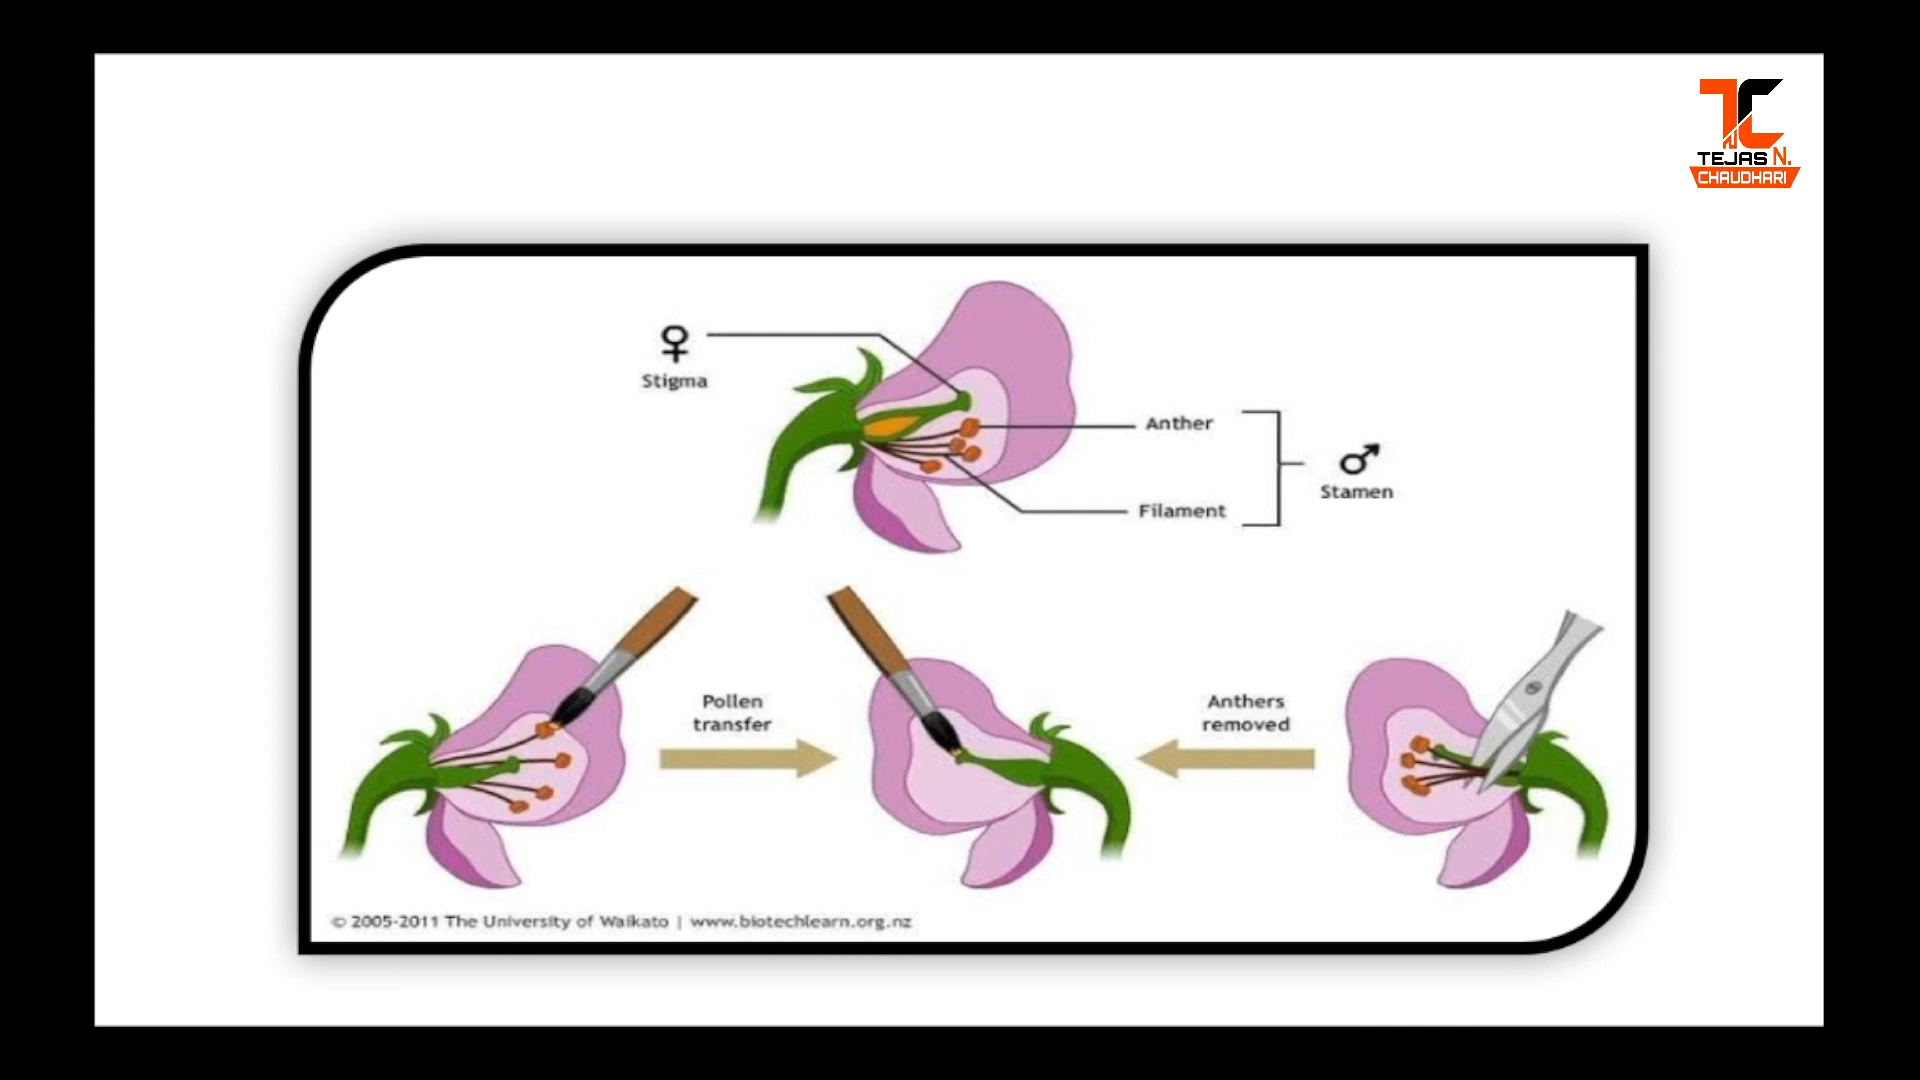 TC
TEJAS N.
CHAUDHARI
♀
Stigma
Anther
Filament
♂
Stamen
Pollen
transfer
Anthers
removed
© 2005-2011 The University of Waikato | www.biotechlearn.org.nz